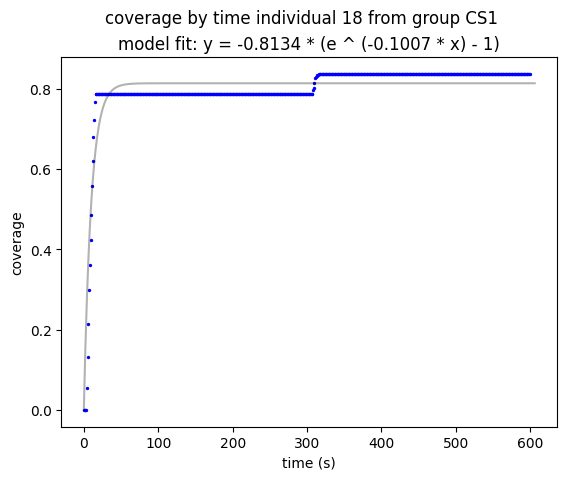 coverage by time individual 18 from group CS1
model fit: y = -0.8134 * (e ^ (-0.1007 * x) - 1)
0.8
0.6
0.4
0.2
0.0
coverage
0 100 200 300 400 500 600
time (s)